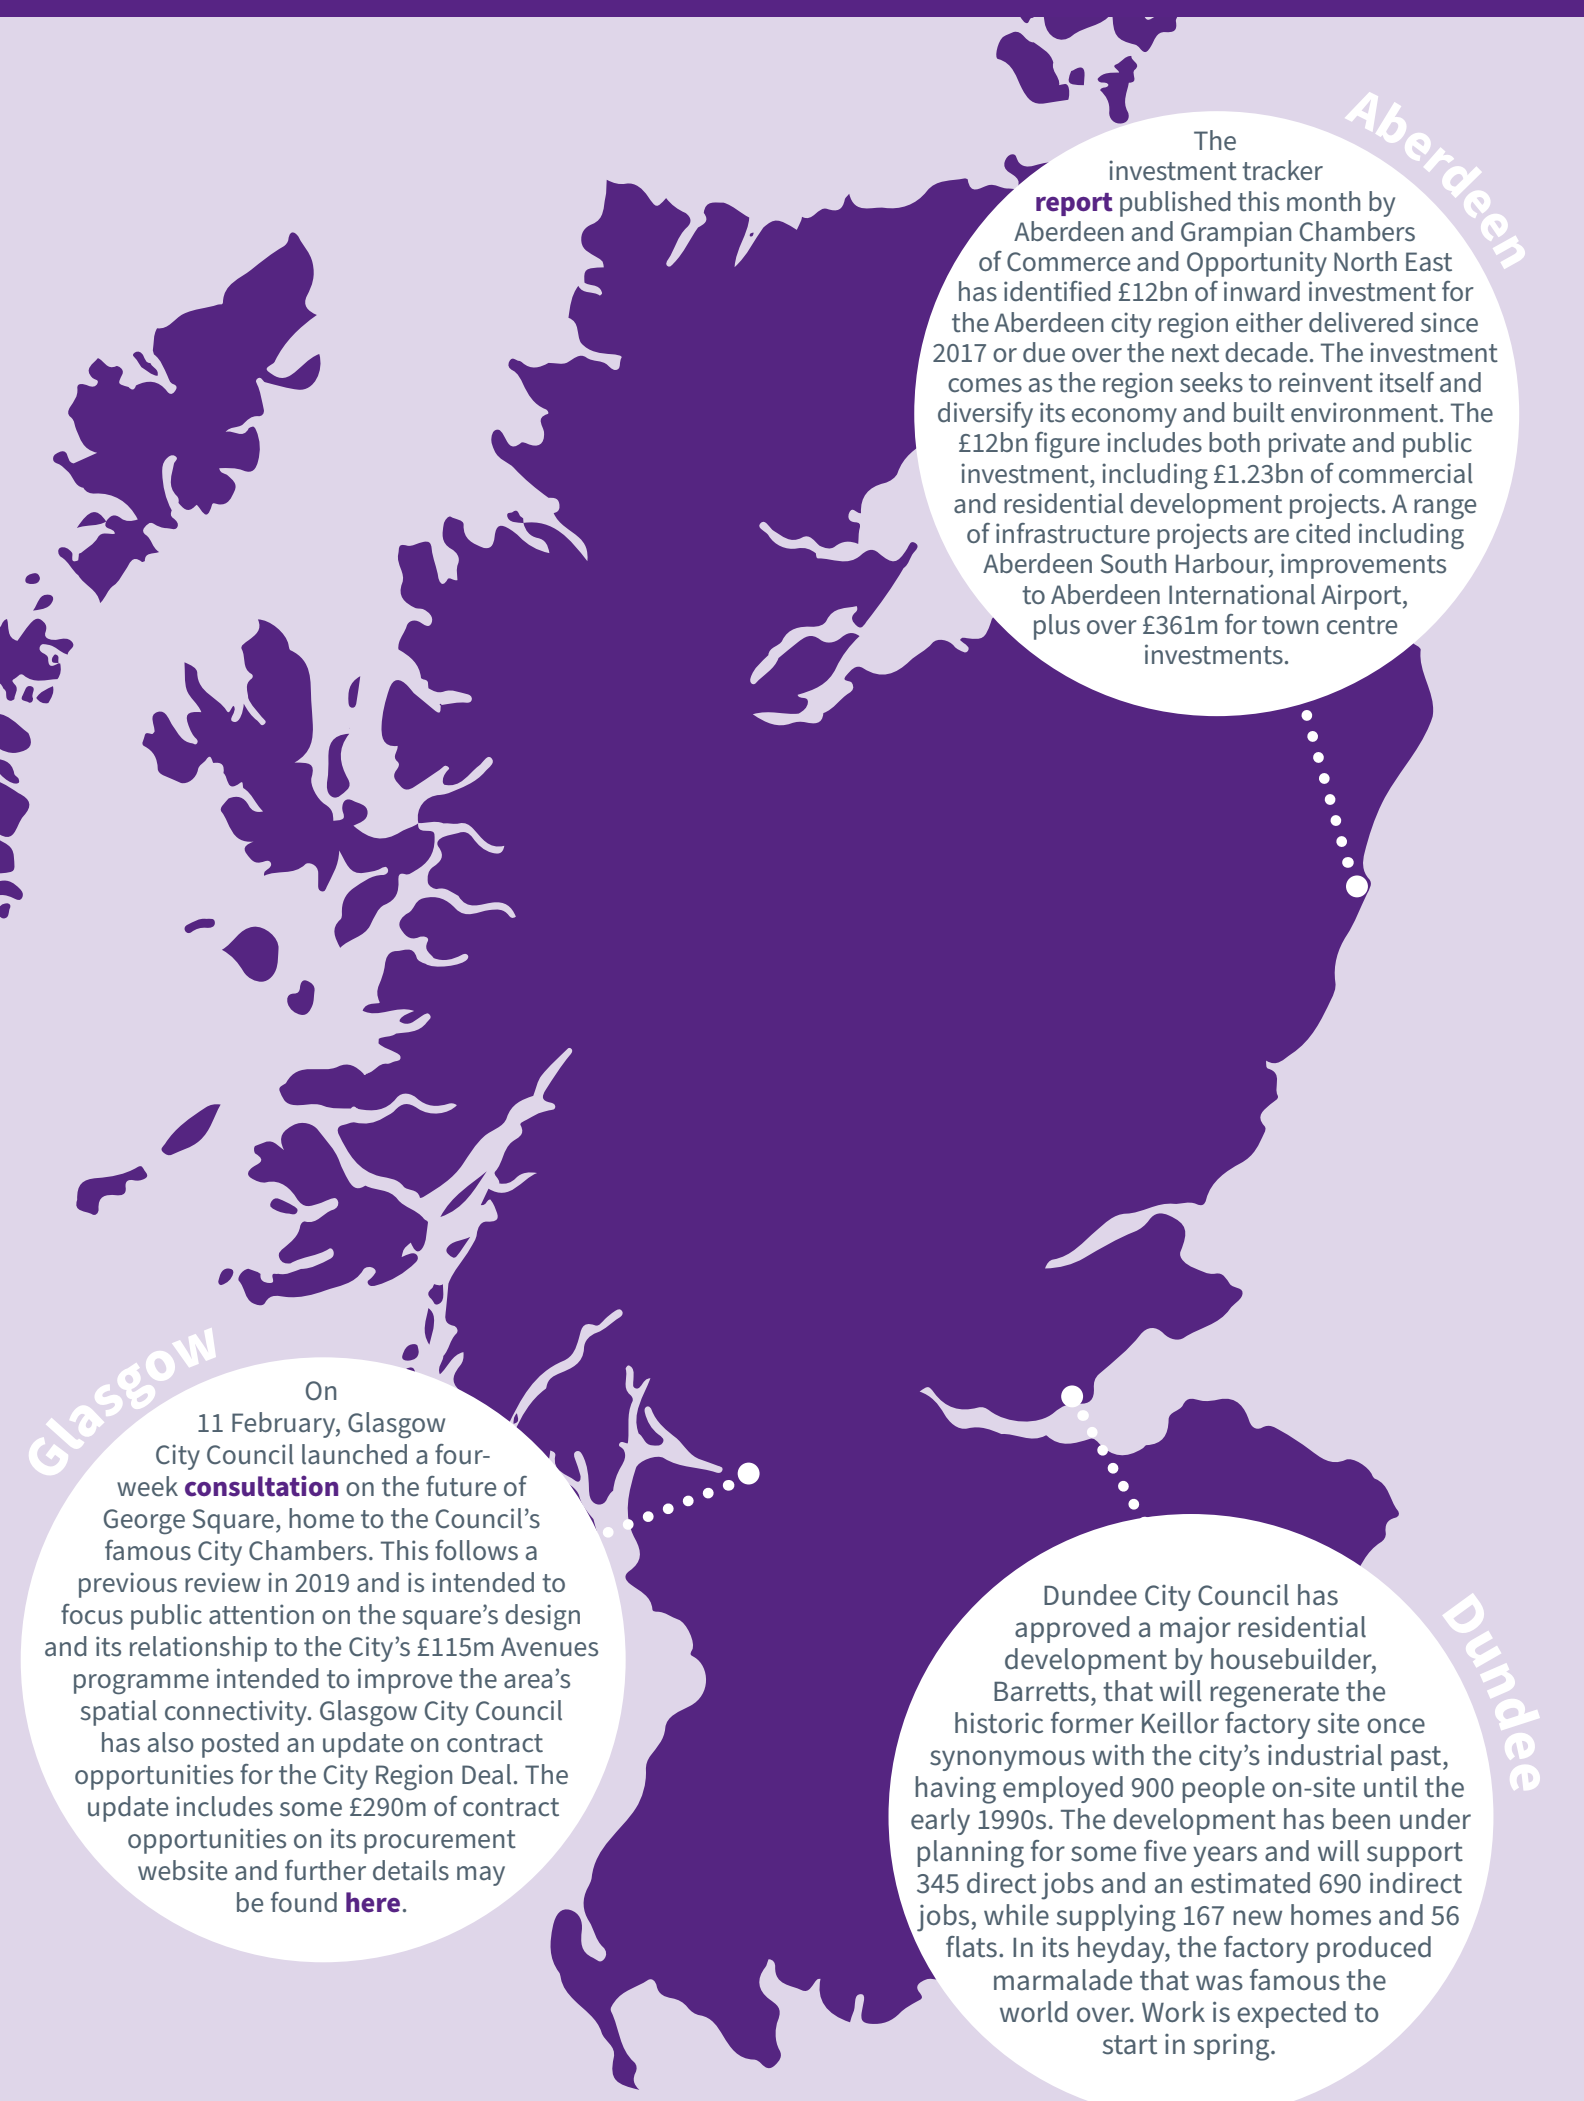 Aberdeen
The
investment tracker
report published this month by
Aberdeen and Grampian Chambers
of Commerce and Opportunity North East
has identified £12bn of inward investment for
the Aberdeen city region either delivered since
2017 or due over the next decade. The investment
comes as the region seeks to reinvent itself and
diversify its economy and built environment. The
£12bn figure includes both private and public
investment, including £1.23bn of commercial
and residential development projects. A range
of infrastructure projects are cited including
Aberdeen South Harbour, improvements
to Aberdeen International Airport,
plus over £361m for town centre
investments.
Glasgow
On
11 February, Glasgow
City Council launched a four-
week consultation on the future of
George Square, home to the Council’s
famous City Chambers. This follows a
previous review in 2019 and is intended to
focus public attention on the square’s design
and its relationship to the City’s £115m Avenues
programme intended to improve the area’s
spatial connectivity. Glasgow City Council
has also posted an update on contract
opportunities for the City Region Deal. The
update includes some £290m of contract
opportunities on its procurement
website and further details may
be found here.
Dundee
Dundee City Council has
approved a major residential
development by housebuilder,
Barretts, that will regenerate the
historic former Keillor factory site once
synonymous with the city’s industrial past,
having employed 900 people on-site until the
early 1990s. The development has been under
planning for some five years and will support
345 direct jobs and an estimated 690 indirect
jobs, while supplying 167 new homes and 56
flats. In its heyday, the factory produced
marmalade that was famous the
world over. Work is expected to
start in spring.